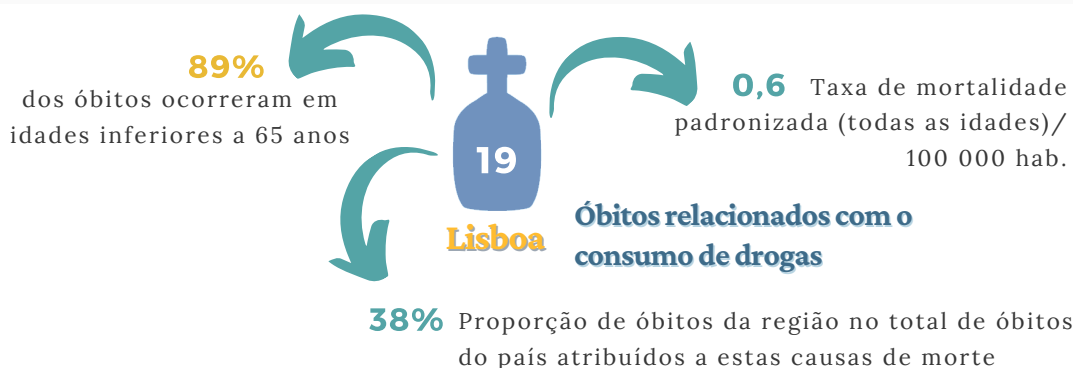 89%
dos óbitos ocorreram em
idades inferiores a 65 anos
19
Lisboa
0,6 Taxa de mortalidade
padronizada (todas as idades)/
100 000 hab.
Óbitos relacionados com o
consumo de drogas
38% Proporção de óbitos da região no total de óbitos
do país atribuídos a estas causas de morte